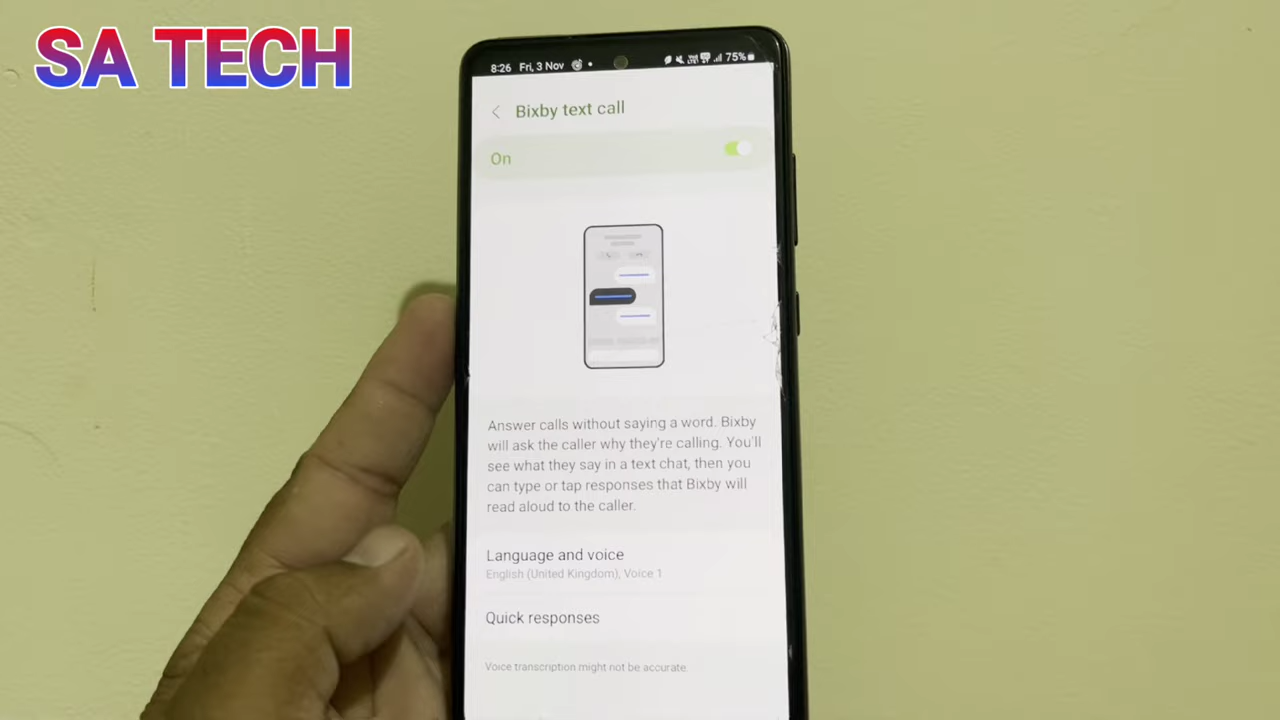 SA TECH
8:26 Fri, 3 Nov 75%
Bixby text call
On
Answer calls without saying a word. Bixby
will ask the caller why they're calling. You'll
see what they say in a text chat, then you
can type or tap responses that Bixby will
read aloud to the caller.
Language and voice
English (United Kingdom), Voice 1
Quick responses
Voice transcription might not be accurate.